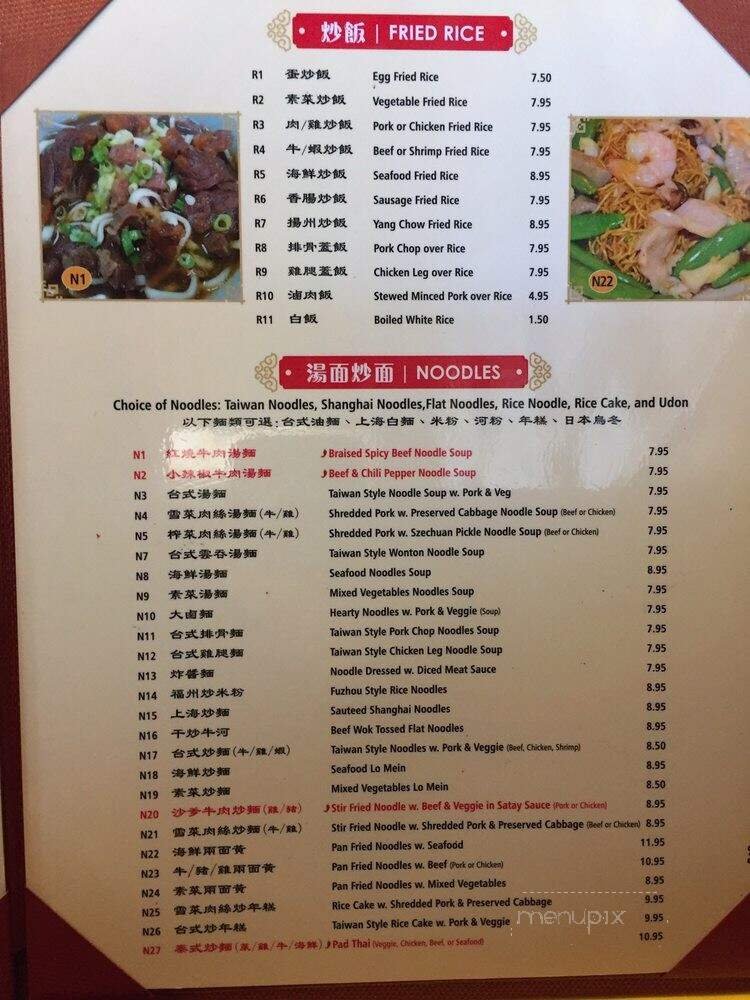 炒飯 | FRIED RICE
R1 蛋炒飯 Egg Fried Rice 7.50
R2 素菜炒飯 Vegetable Fried Rice 7.95
R3 肉/雞炒飯 Pork or Chicken Fried Rice 7.95
R4 牛/蝦炒飯 Beef or Shrimp Fried Rice 7.95
R5 海鮮炒飯 Seafood Fried Rice 8.95
R6 香腸炒飯 Sausage Fried Rice 7.95
R7 揚州炒飯 Yang Chow Fried Rice 8.95
R8 排骨蓋飯 Pork Chop over Rice 7.95
R9 雞腿蓋飯 Chicken Leg over Rice 7.95
R10 滷肉飯 Stewed Minced Pork over Rice 4.95
R11 白飯 Boiled White Rice 1.50
N1
N22
湯面炒面 | NOODLES
Choice of Noodles: Taiwan Noodles, Shanghai Noodles,Flat Noodles, Rice Noodle, Rice Cake, and Udon
以下麵類可選:台式油麵、上海白麵、米粉、河粉、年糕、日本烏冬
N1 紅燒牛肉湯麵 Braised Spicy Beef Noodle Soup 7.95
N2 小辣椒牛肉湯麵 Beef & Chili Pepper Noodle Soup 7.95
N3 台式湯麵 Taiwan Style Noodle Soup w. Pork & Veg 7.95
N4 雪菜肉絲湯麵(牛/雞) Shredded Pork w. Preserved Cabbage Noodle Soup (Beef or Chicken) 7.95
N5 榨菜肉絲湯麵(牛/雞) Shredded Pork w. Szechuan Pickle Noodle Soup (Beef or Chicken) 7.95
N7 台式雲吞湯麵 Taiwan Style Wonton Noodle Soup 7.95
N8 海鮮湯麵 Seafood Noodles Soup 8.95
N9 素菜湯麵 Mixed Vegetables Noodles Soup 7.95
N10 大鹵麵 Hearty Noodles w. Pork & Veggie (Soup) 7.95
N11 台式排骨麵 Taiwan Style Pork Chop Noodles Soup 7.95
N12 台式雞腿麵 Taiwan Style Chicken Leg Noodle Soup 7.95
N13 炸醬麵 Noodle Dressed w. Diced Meat Sauce 7.95
N14 福州炒米粉 Fuzhou Style Rice Noodles 8.95
N15 上海炒麵 Sauteed Shanghai Noodles 8.95
N16 干炒牛河 Beef Wok Tossed Flat Noodles 8.95
N17 台式炒麵(牛/雞/蝦) Taiwan Style Noodles w. Pork & Veggie (Beef, Chicken, Shrimp) 8.50
N18 海鮮炒麵 Seafood Lo Mein 8.95
N19 素菜炒麵 Mixed Vegetables Lo Mein 8.50
N20 沙爹牛肉炒麵(雞/豬) Stir Fried Noodle w. Beef & Veggie in Satay Sauce (Pork or Chicken) 8.95
N21 雪菜肉絲炒麵(牛/雞) Stir Fried Noodle w. Shredded Pork & Preserved Cabbage (Beef or Chicken) 8.95
N22 海鮮兩面黃 Pan Fried Noodles w. Seafood 11.95
N23 牛/豬/雞兩面黃 Pan Fried Noodles w. Beef (Pork or Chicken) 10.95
N24 素菜兩面黃 Pan Fried Noodles w. Mixed Vegetables 8.95
N25 雪菜肉絲炒年糕 Rice Cake w. Shredded Pork & Preserved Cabbage 9.95
N26 台式炒年糕 Taiwan Style Rice Cake w. Pork & Veggie 9.95
N27 泰式炒麵(菜/雞/牛/海鮮) Pad Thai (Veggie, Chicken, Beef, or Seafood) 10.95
menupix